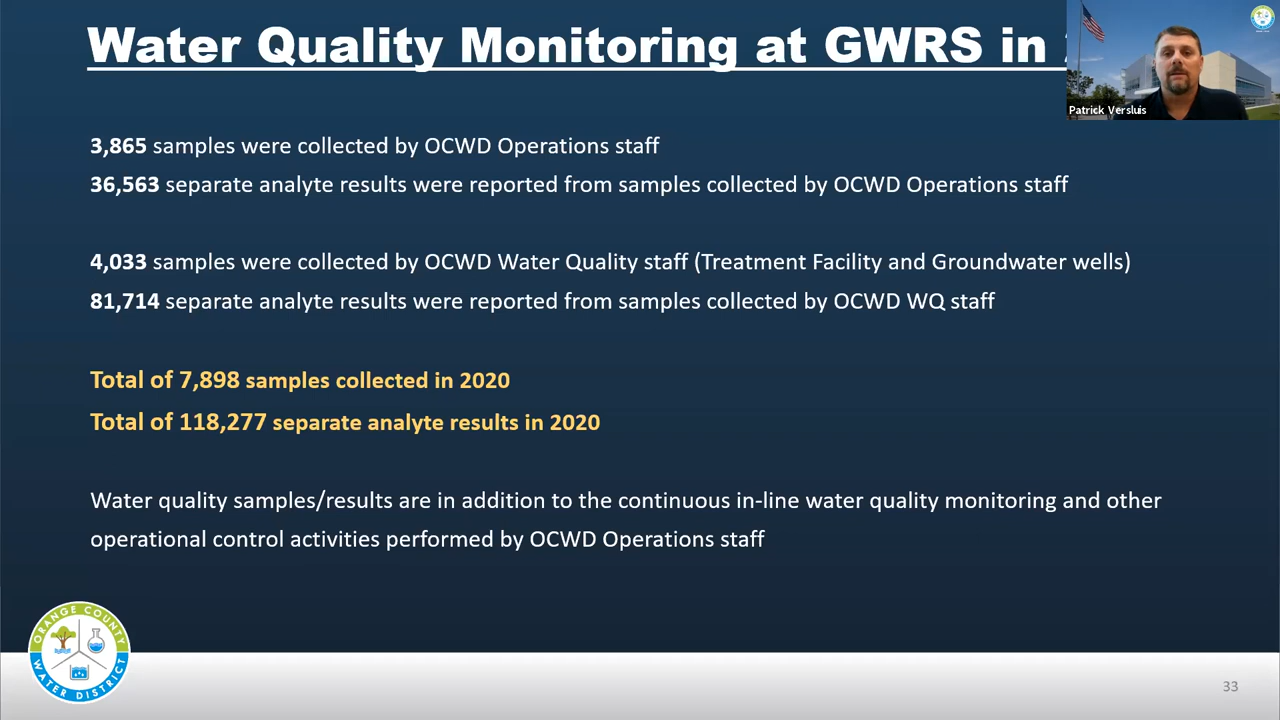 Water Quality Monitoring at GWRS in
Patrick Versluis
3,865 samples were collected by OCWD Operations staff
36,563 separate analyte results were reported from samples collected by OCWD Operations staff
4,033 samples were collected by OCWD Water Quality staff (Treatment Facility and Groundwater wells)
81,714 separate analyte results were reported from samples collected by OCWD WQ staff
Total of 7,898 samples collected in 2020
Total of 118,277 separate analyte results in 2020
Water quality samples/results are in addition to the continuous in-line water quality monitoring and other
operational control activities performed by OCWD Operations staff
ORANGE COUNTY
WATER DISTRICT
33